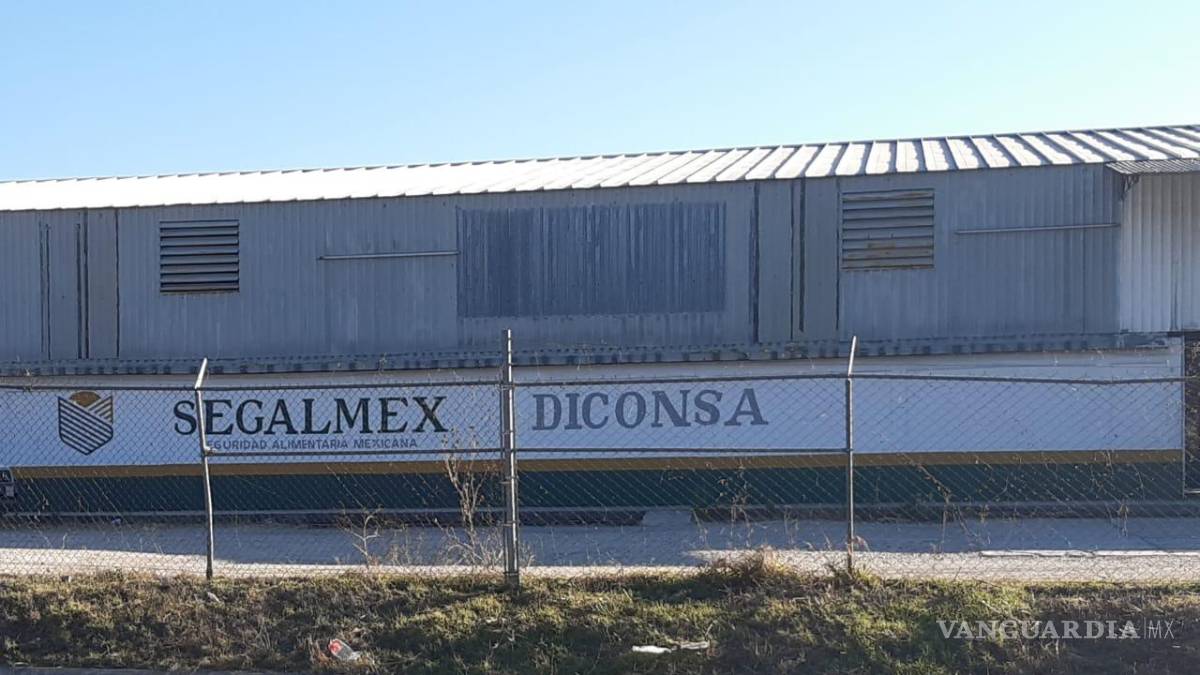 SEGALMEX DICONSA
SEGURIDAD ALIMENTARIA MEXICANA
VANGUARDIA|MX